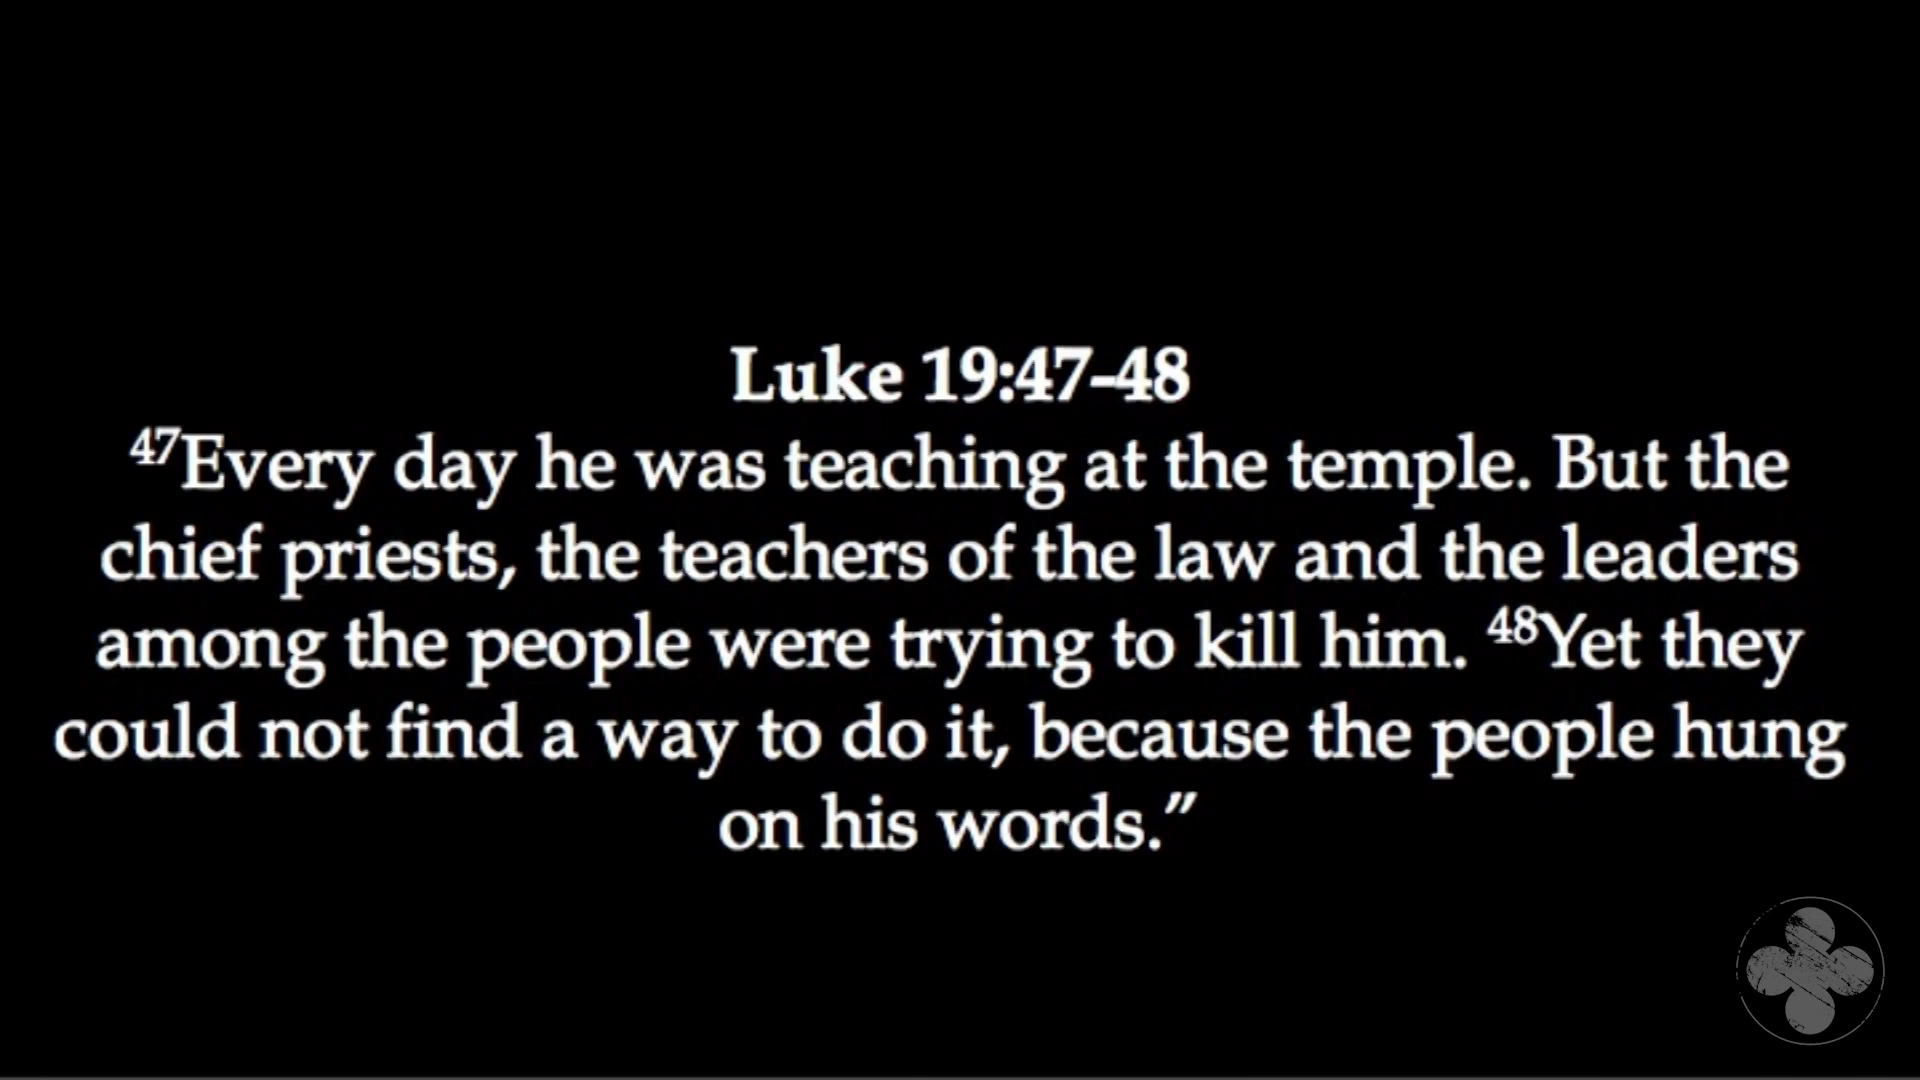 Luke 19:47-48
⁴⁷Every day he was teaching at the temple. But the
chief priests, the teachers of the law and the leaders
among the people were trying to kill him. ⁴⁸Yet they
could not find a way to do it, because the people hung
on his words.”